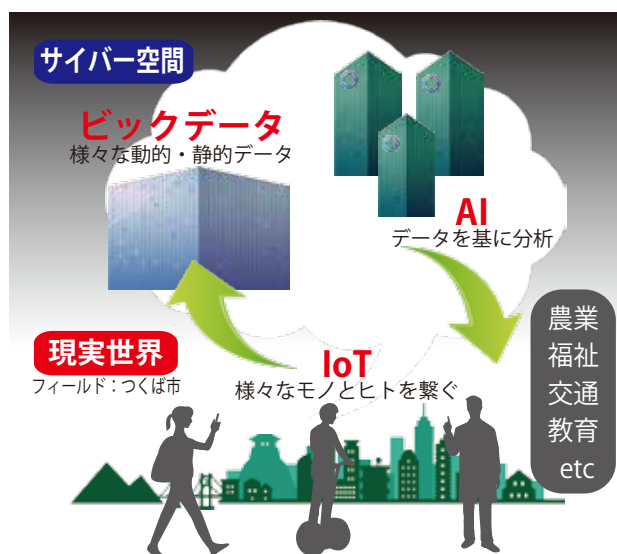 サイバー空間
ビックデータ
様々な動的・静的データ
AI
データを基に分析
現実世界
フィールド：つくば市
IoT
様々なモノとヒトを繋ぐ
農業
福祉
交通
教育
etc